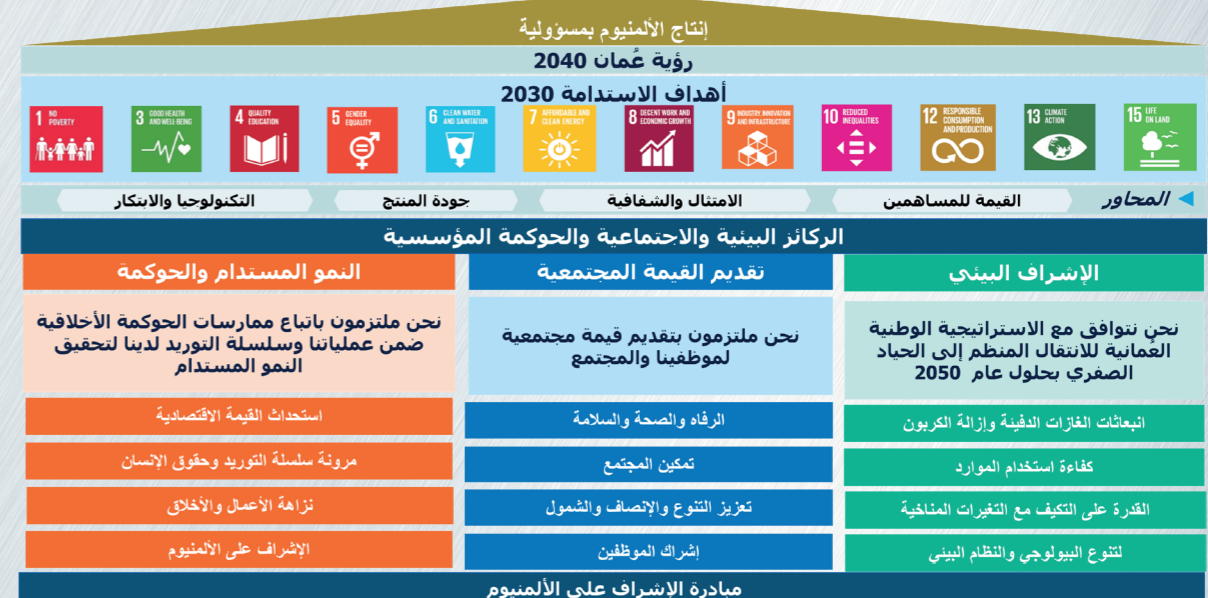 إنتاج الألمنيوم بمسؤولية
رؤية عُمان 2040
أهداف الاستدامة 2030
1 NO POVERTY
3 GOOD HEALTH AND WELL-BEING
4 QUALITY EDUCATION
5 GENDER EQUALITY
6 CLEAN WATER AND SANITATION
7 AFFORDABLE AND CLEAN ENERGY
8 DECENT WORK AND ECONOMIC GROWTH
9 INDUSTRY, INNOVATION AND INFRASTRUCTURE
10 REDUCED INEQUALITIES
12 RESPONSIBLE CONSUMPTION AND PRODUCTION
13 CLIMATE ACTION
15 LIFE ON LAND
المحاور
القيمة للمساهمين
الامتثال والشفافية
جودة المنتج
التكنولوجيا والابتكار
الركائز البيئية والاجتماعية والحوكمة المؤسسية
الإشراف البيئي
نحن نتوافق مع الاستراتيجية الوطنية
العُمانية للانتقال المنظم إلى الحياد
الصفري بحلول عام 2050
انبعاثات الغازات الدفيئة وإزالة الكربون
كفاءة استخدام الموارد
القدرة على التكيف مع التغيرات المناخية
لتنوع البيولوجي والنظام البيئي
تقديم القيمة المجتمعية
نحن ملتزمون بتقديم قيمة مجتمعية
لموظفينا والمجتمع
الرفاه والصحة والسلامة
تمكين المجتمع
تعزيز التنوع والإنصاف والشمول
إشراك الموظفين
النمو المستدام والحوكمة
نحن ملتزمون باتباع ممارسات الحوكمة الأخلاقية
ضمن عملياتنا وسلسلة التوريد لدينا لتحقيق
النمو المستدام
استحداث القيمة الاقتصادية
مرونة سلسلة التوريد وحقوق الإنسان
نزاهة الأعمال والأخلاق
الإشراف على الألمنيوم
مبادرة الإشراف على الألمنيوم